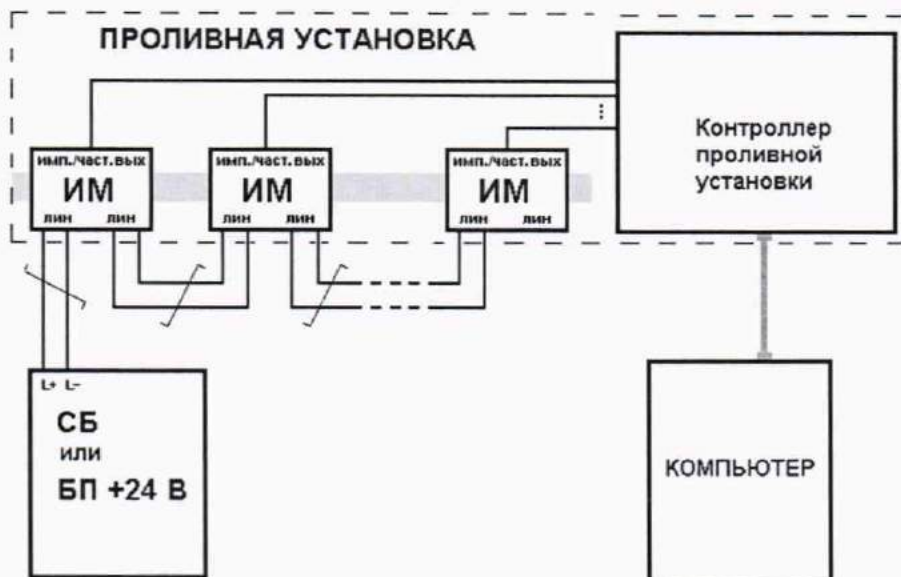 ПРОЛИВНАЯ УСТАНОВКА
Контроллер
проливной
установки
имп./част.вых
ИМ
лин лин
имп./част.вых
ИМ
лин лин
имп./част.вых
ИМ
лин лин
L+ L–
СБ
или
БП +24 В
КОМПЬЮТЕР